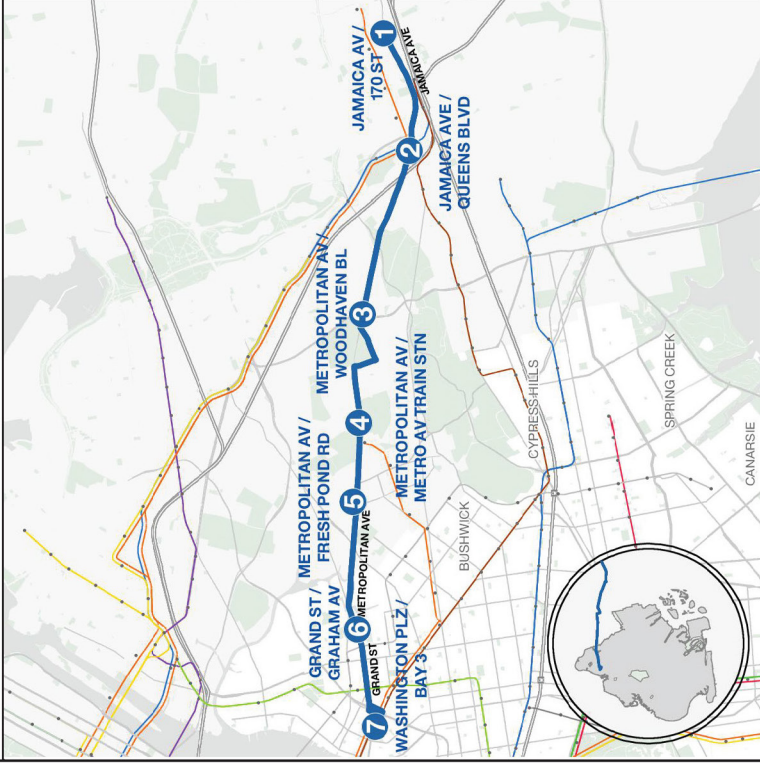 1
JAMAICA AV /
170 ST
JAMAICA AVE
2
JAMAICA AVE /
QUEENS BLVD
METROPOLITAN AV /
WOODHAVEN BL
3
METROPOLITAN AV /
METRO AV TRAIN STN
4
METROPOLITAN AV /
FRESH POND RD
5
METROPOLITAN AVE
GRAND ST /
GRAHAM AV
6
GRAND ST
7
WASHINGTON PLZ /
BAY 3
BUSHWICK
CYPRESS HILLS
SPRING CREEK
CANARSIE